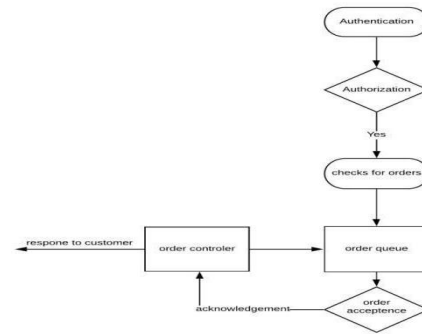 Authentication
Authorization
Yes
checks for orders
respone to customer
order controler
order queue
acknowledgement
order
acceptence